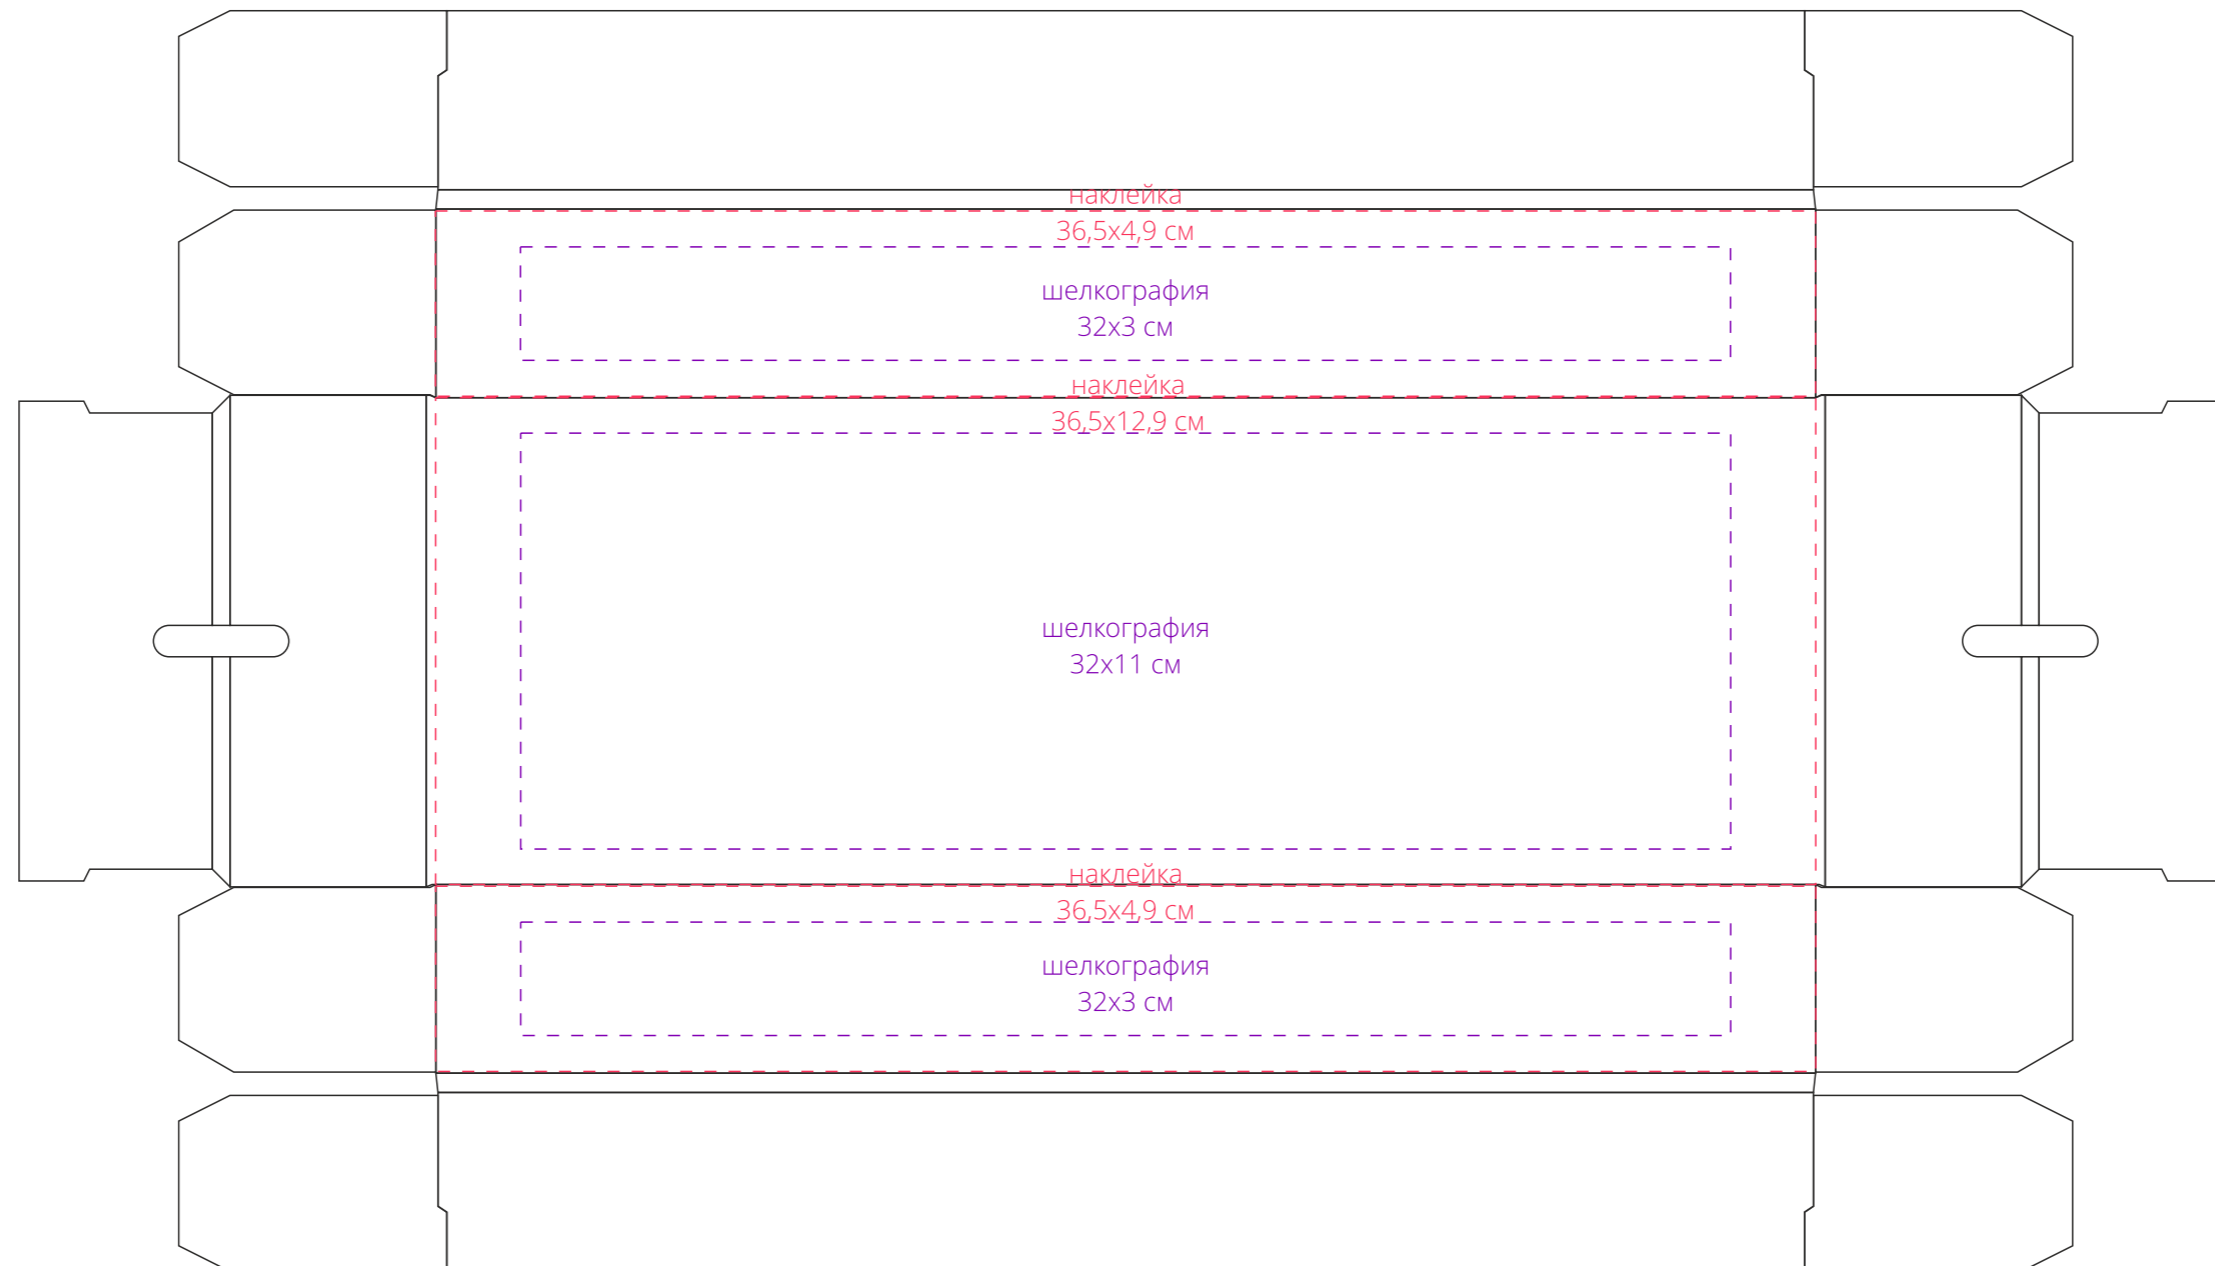 наклейка
36,5х4,9 см
шелкография
32х3 см
наклейка
36,5х12,9 см
шелкография
32х11 см
наклейка
36,5х4,9 см
шелкография
32х3 см